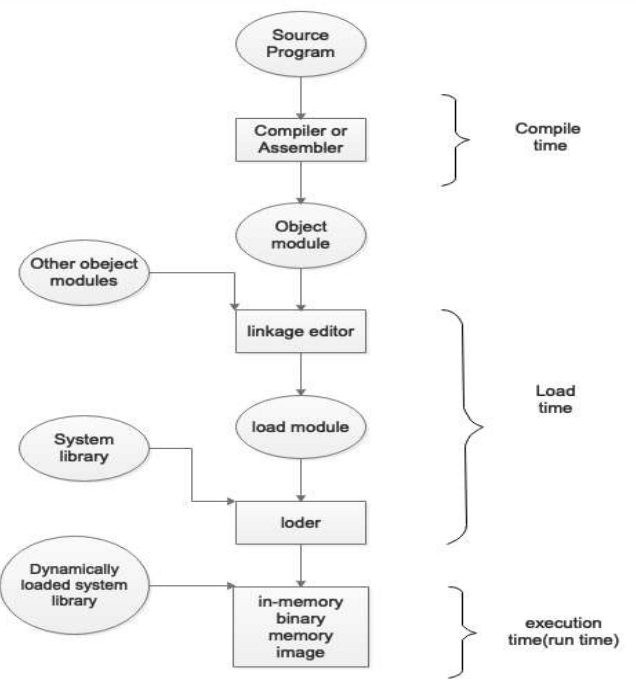 Source
Program
Compiler or
Assembler
Compile
time
Object
module
Other obeject
modules
linkage editor
Load
time
load module
System
library
loder
Dynamically
loaded system
library
in-memory
binary
memory
image
execution
time(run time)